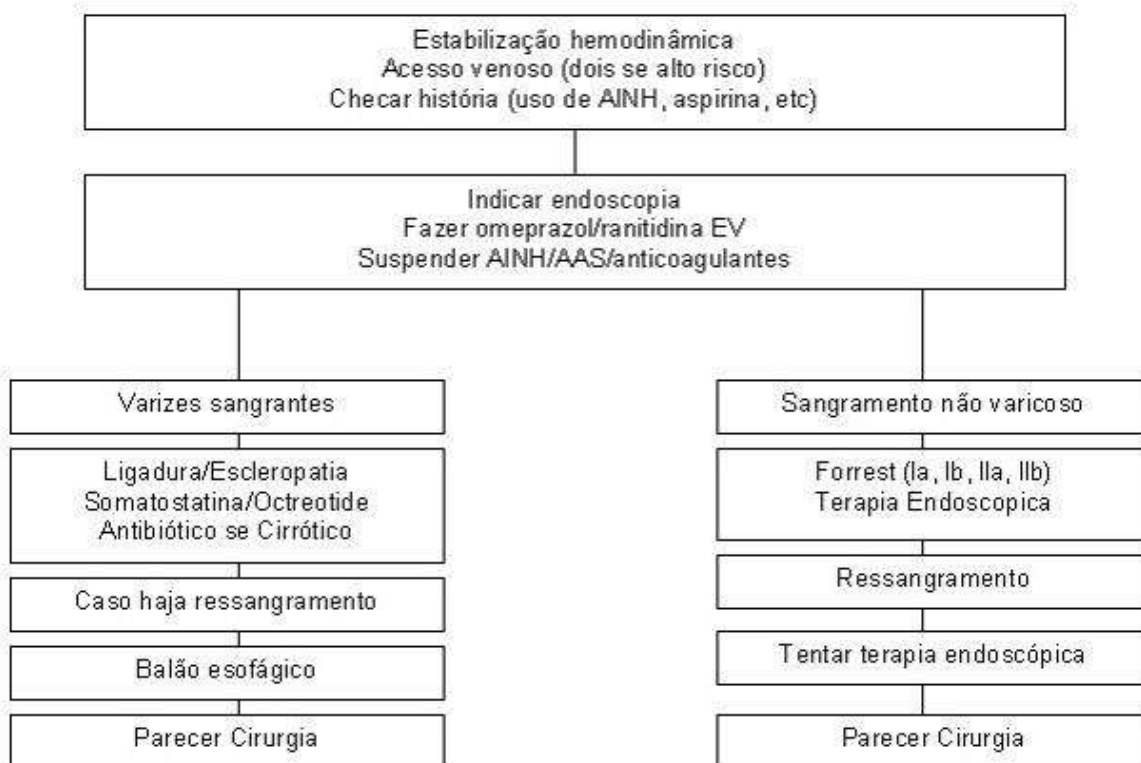 Estabilização hemodinâmica
Acesso venoso (dois se alto risco)
Checar história (uso de AINH, aspirina, etc)
Indicar endoscopia
Fazer omeprazol/ranitidina EV
Suspender AINH/AAS/anticoagulantes
Varizes sangrantes
Ligadura/Escleropatia
Somatostatina/Octreotide
Antibiótico se Cirrótico
Caso haja ressangramento
Balão esofágico
Parecer Cirurgia
Sangramento não varicoso
Forrest (Ia, Ib, IIa, IIb)
Terapia Endoscopica
Ressangramento
Tentar terapia endoscópica
Parecer Cirurgia